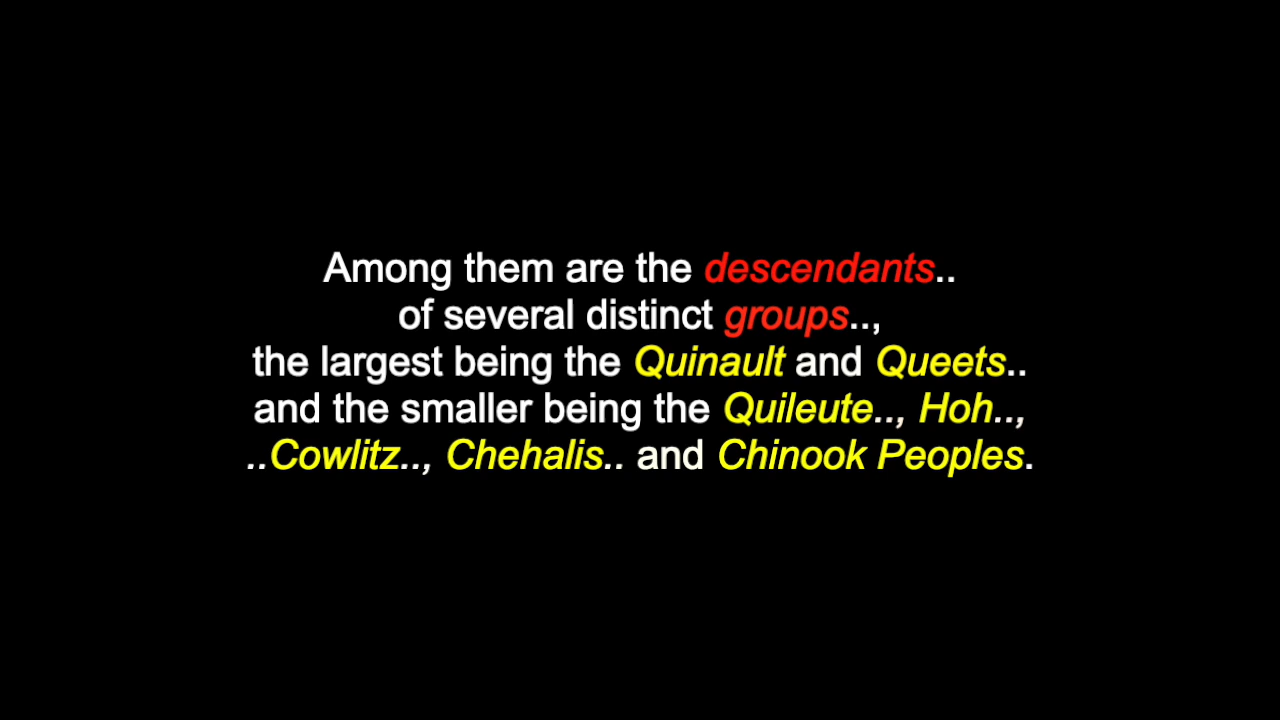 Among them are the descendants..
of several distinct groups..,
the largest being the Quinault and Queets..
and the smaller being the Quileute.., Hoh..,
..Cowlitz.., Chehalis.. and Chinook Peoples.